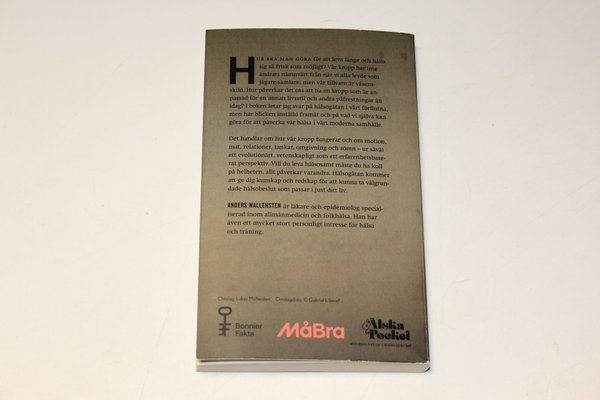 HUR SKA MAN GÖRA för att leva länge och hålla
sig så frisk som möjligt? Vår kropp har inte
ändrats nämnvärt från när vi alla levde som
jägare-samlare, men vår tillvaro är väsens-
skild. Hur påverkar det oss att ha en kropp som är an-
passad för en annan livsstil och andra påfrestningar än
idag? I boken letar jag svar på hälsogåtan i vårt förflutna,
men har blicken inställd framåt och på vad vi själva kan
göra för att påverka vår hälsa i vårt moderna samhälle.
Det handlar om hur vår kropp fungerar och om motion,
mat, relationer, tankar, omgivning och sömn – ur såväl
ett evolutionärt, vetenskapligt som ett erfarenhetsbase-
rat perspektiv. Vill du leva hälsosamt måste du ha koll
på helheten, allt påverkar varandra. Hälsogåtan kommer
att ge dig kunskap och redskap för att kunna ta välgrun-
dade hälsobeslut som passar i just ditt liv.
ANDERS WALLENSTEN är läkare och epidemiolog special-
iserad inom allmänmedicin och folkhälsa. Han har
även ett mycket stort personligt intresse för hälsa
och träning.
Omslag: Lukas Möllersten Omslagsfoto: © Gabriel Liljevall
Bonnier
Fakta
MåBra
Älska
Pocket